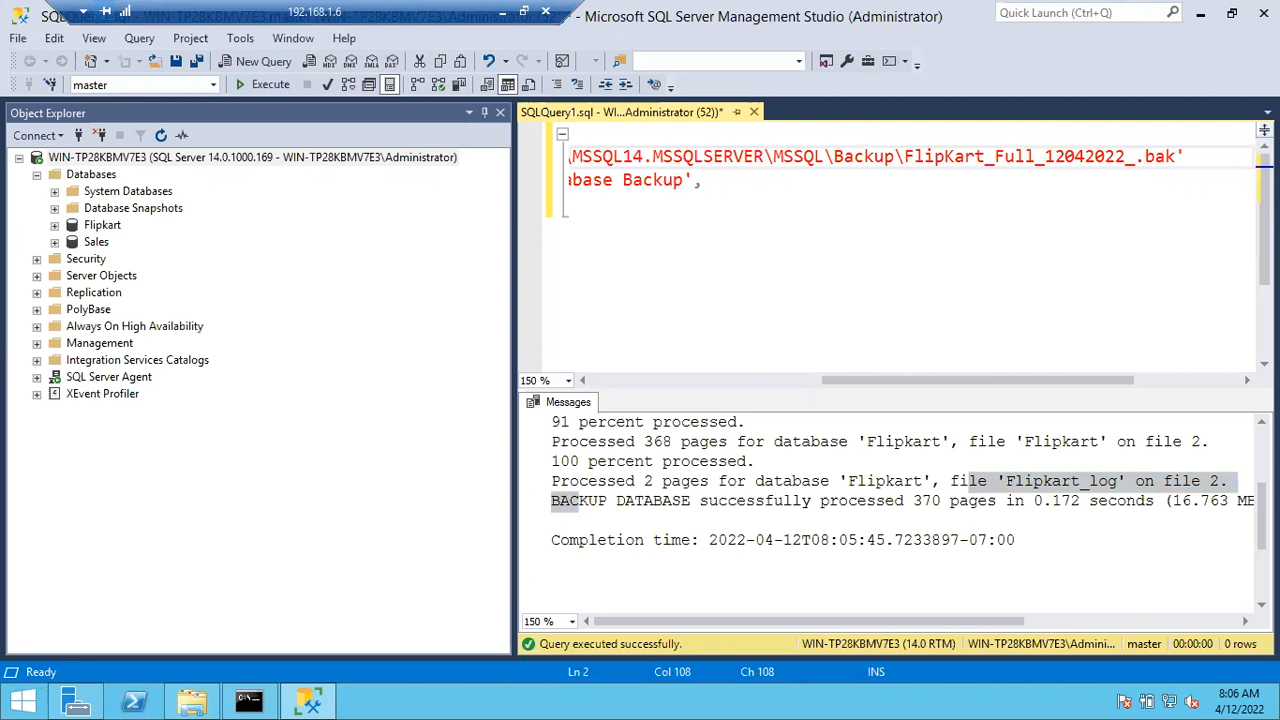 192.168.1.6
- Microsoft SQL Server Management Studio (Administrator)
Quick Launch (Ctrl+Q)
File Edit View Query Project Tools Window Help
New Query
MDX DMX XMLA DAX
master
Execute
Object Explorer
SQLQuery1.sql - WI...Administrator (52))*
Connect
WIN-TP28KBMV7E3 (SQL Server 14.0.1000.169 - WIN-TP28KBMV7E3\Administrator)
Databases
System Databases
Database Snapshots
Flipkart
Sales
Security
Server Objects
Replication
PolyBase
Always On High Availability
Management
Integration Services Catalogs
SQL Server Agent
XEvent Profiler
\MSSQL14.MSSQLSERVER\MSSQL\Backup\FlipKart_Full_12042022_.bak'
abase Backup',
150 %
Messages
91 percent processed.
Processed 368 pages for database 'Flipkart', file 'Flipkart' on file 2.
100 percent processed.
Processed 2 pages for database 'Flipkart', file 'Flipkart_log' on file 2.
BACKUP DATABASE successfully processed 370 pages in 0.172 seconds (16.763 ME
Completion time: 2022-04-12T08:05:45.7233897-07:00
150 %
Query executed successfully.
WIN-TP28KBMV7E3 (14.0 RTM)
WIN-TP28KBMV7E3\Admini...
master
00:00:00
0 rows
Ready
Ln 2
Col 108
Ch 108
INS
8:06 AM
4/12/2022